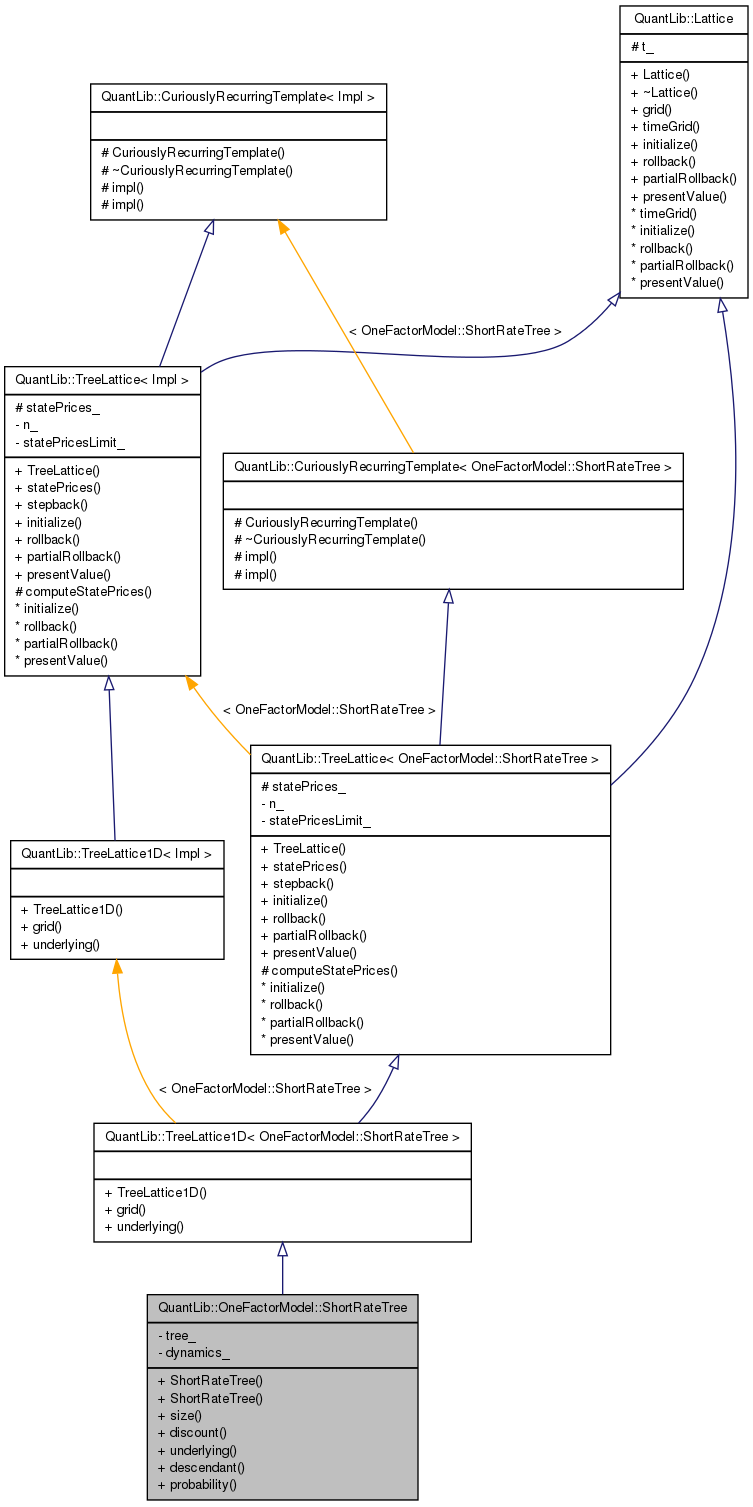 QuantLib::Lattice
# t_
+ Lattice()
+ ~Lattice()
+ grid()
+ timeGrid()
+ initialize()
+ rollback()
+ partialRollback()
+ presentValue()
* timeGrid()
* initialize()
* rollback()
* partialRollback()
* presentValue()
QuantLib::CuriouslyRecurringTemplate< Impl >
# CuriouslyRecurringTemplate()
# ~CuriouslyRecurringTemplate()
# impl()
# impl()
< OneFactorModel::ShortRateTree >
QuantLib::TreeLattice< Impl >
# statePrices_
- n_
- statePricesLimit_
+ TreeLattice()
+ statePrices()
+ stepback()
+ initialize()
+ rollback()
+ partialRollback()
+ presentValue()
# computeStatePrices()
* initialize()
* rollback()
* partialRollback()
* presentValue()
QuantLib::CuriouslyRecurringTemplate< OneFactorModel::ShortRateTree >
# CuriouslyRecurringTemplate()
# ~CuriouslyRecurringTemplate()
# impl()
# impl()
< OneFactorModel::ShortRateTree >
QuantLib::TreeLattice< OneFactorModel::ShortRateTree >
# statePrices_
- n_
- statePricesLimit_
+ TreeLattice()
+ statePrices()
+ stepback()
+ initialize()
+ rollback()
+ partialRollback()
+ presentValue()
# computeStatePrices()
* initialize()
* rollback()
* partialRollback()
* presentValue()
QuantLib::TreeLattice1D< Impl >
+ TreeLattice1D()
+ grid()
+ underlying()
< OneFactorModel::ShortRateTree >
QuantLib::TreeLattice1D< OneFactorModel::ShortRateTree >
+ TreeLattice1D()
+ grid()
+ underlying()
QuantLib::OneFactorModel::ShortRateTree
- tree_
- dynamics_
+ ShortRateTree()
+ ShortRateTree()
+ size()
+ discount()
+ underlying()
+ descendant()
+ probability()